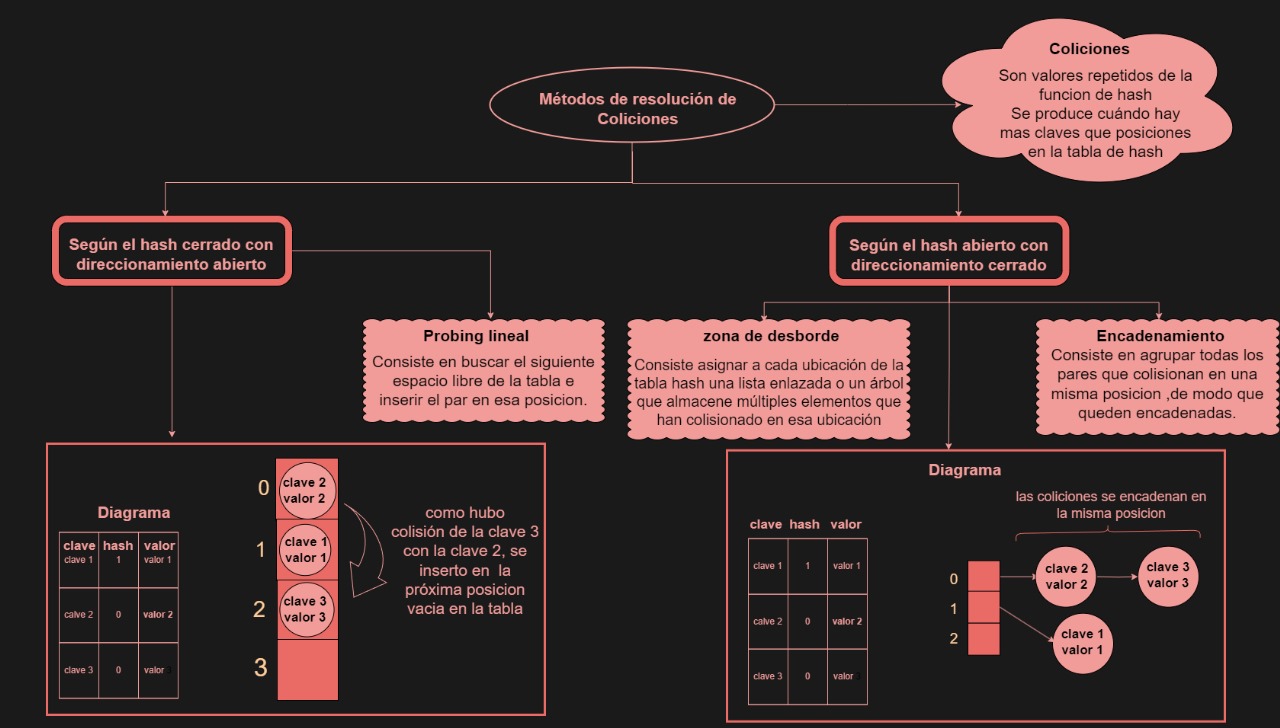 Coliciones
Son valores repetidos de la
funcion de hash
Se produce cuándo hay
mas claves que posiciones
en la tabla de hash
Métodos de resolución de
Coliciones
Según el hash cerrado con
direccionamiento abierto
Según el hash abierto con
direccionamiento cerrado
Probing lineal
Consiste en buscar el siguiente
espacio libre de la tabla e
inserir el par en esa posicion.
zona de desborde
Consiste asignar a cada ubicación de la
tabla hash una lista enlazada o un árbol
que almacene múltiples elementos que
han colisionado en esa ubicación
Encadenamiento
Consiste en agrupar todas los
pares que colisionan en una
misma posicion ,de modo que
queden encadenadas.
Diagrama
clave hash valor
clave 1 1 valor 1
calve 2 0 valor 2
clave 3 0 valor 3
0
clave 2
valor 2
1
clave 1
valor 1
2
clave 3
valor 3
3
como hubo
colisión de la clave 3
con la clave 2, se
inserto en la
próxima posicion
vacia en la tabla
Diagrama
las coliciones se encadenan en
la misma posicion
clave hash valor
clave 1 1 valor 1
calve 2 0 valor 2
clave 3 0 valor 3
0
1
2
clave 2
valor 2
clave 3
valor 3
clave 1
valor 1